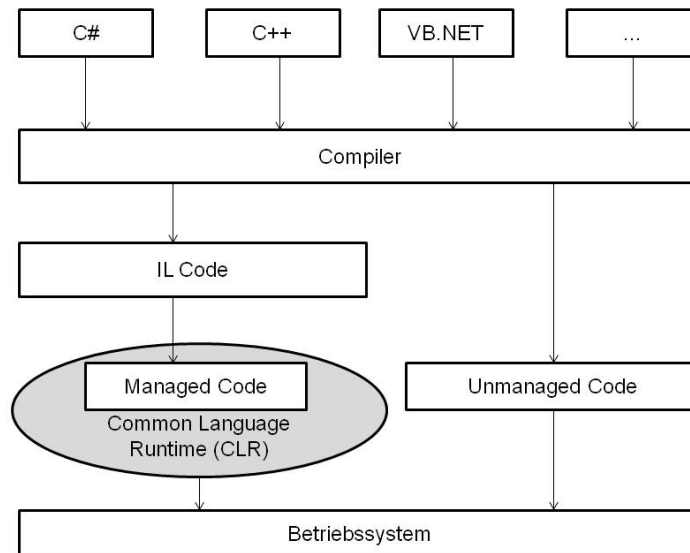 C#
C++
VB.NET
...
Compiler
IL Code
Managed Code
Unmanaged Code
Common Language
Runtime (CLR)
Betriebssystem